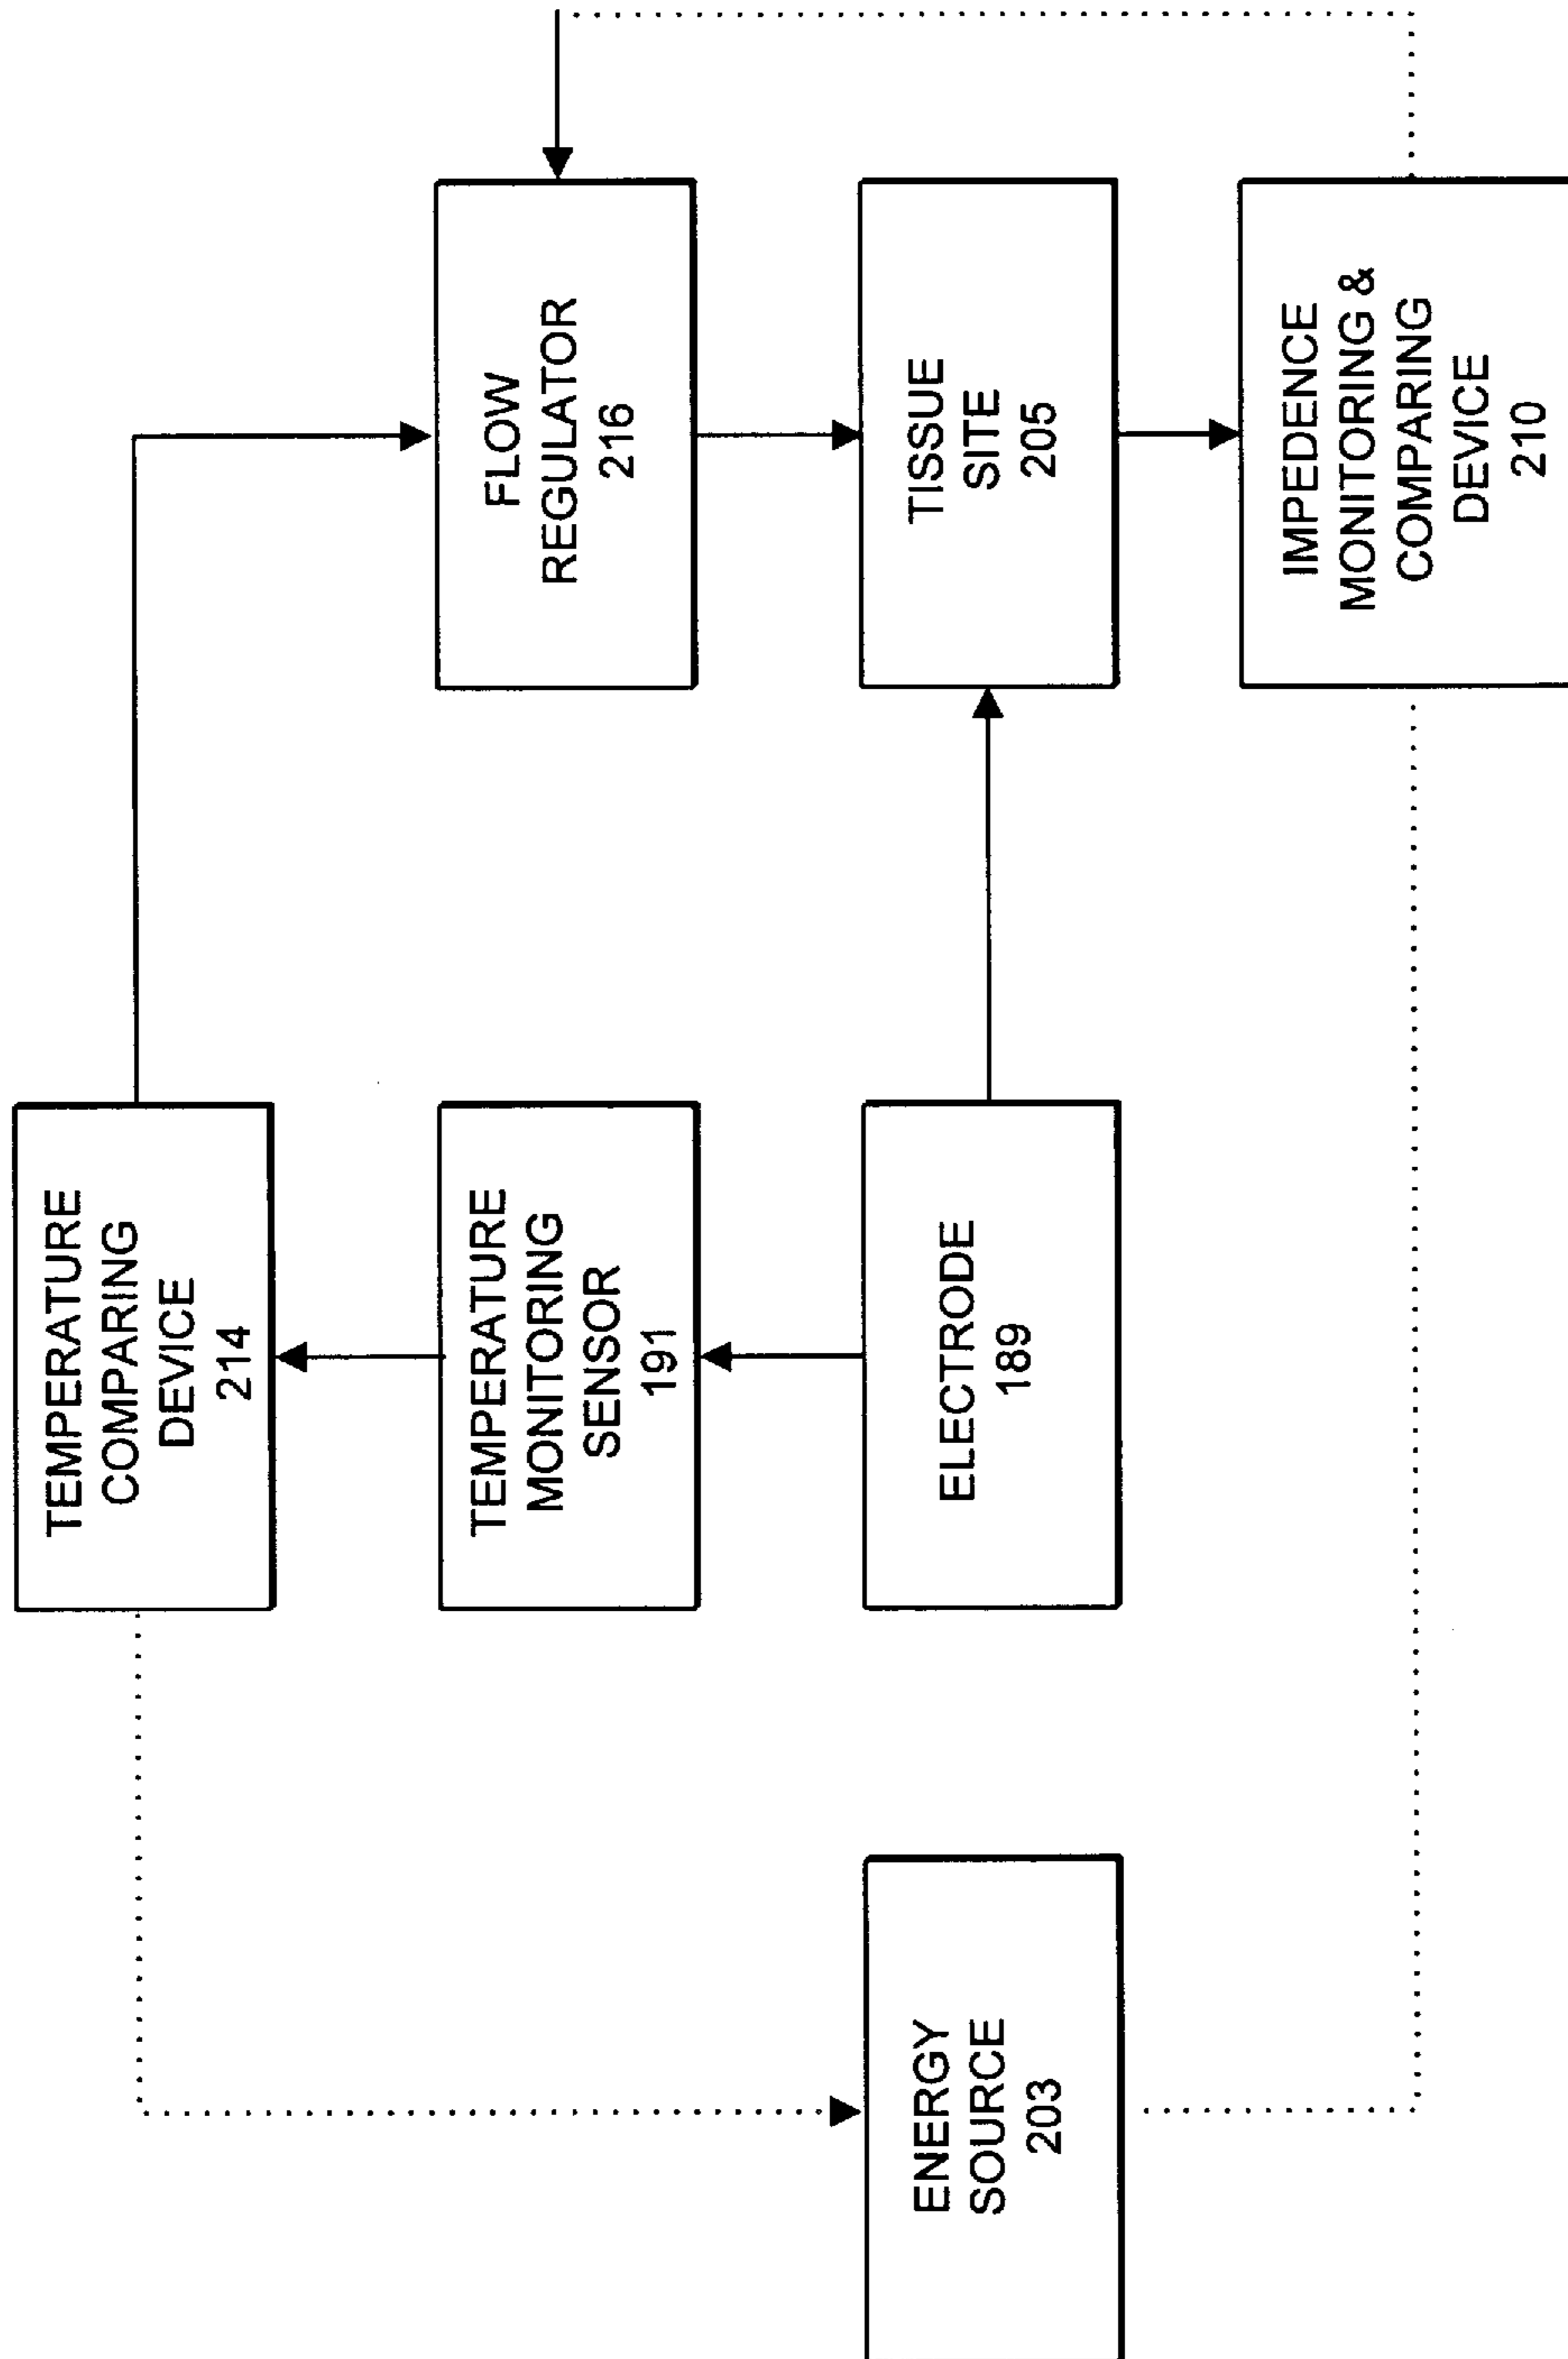 TEMPERATURE
COMPARING
DEVICE
214
TEMPERATURE
MONITORING
SENSOR
191
ELECTRODE
189
ENERGY
SOURCE
203
FLOW
REGULATOR
216
TISSUE
SITE
205
IMPEDENCE
MONITORING &
COMPARING
DEVICE
210